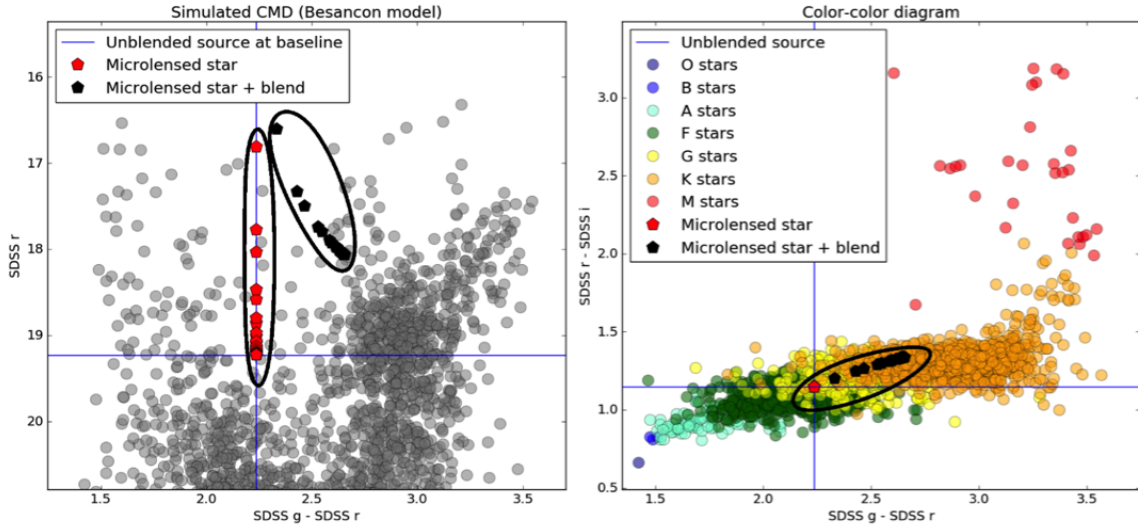 Simulated CMD (Besancon model)
Unblended source at baseline
Microlensed star
Microlensed star + blend
16
17
18
19
20
SDSS r
1.5
2.0
2.5
3.0
3.5
SDSS g - SDSS r
Color-color diagram
Unblended source
O stars
B stars
A stars
F stars
G stars
K stars
M stars
Microlensed star
Microlensed star + blend
3.0
2.5
2.0
1.5
1.0
0.5
SDSS r - SDSS i
1.5
2.0
2.5
3.0
3.5
SDSS g - SDSS r